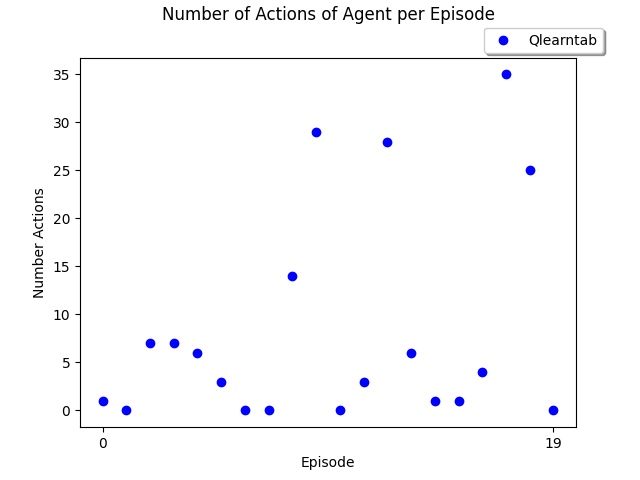 Number of Actions of Agent per Episode
Qlearntab
35
30
25
20
15
10
5
0
Number Actions
0 19
Episode